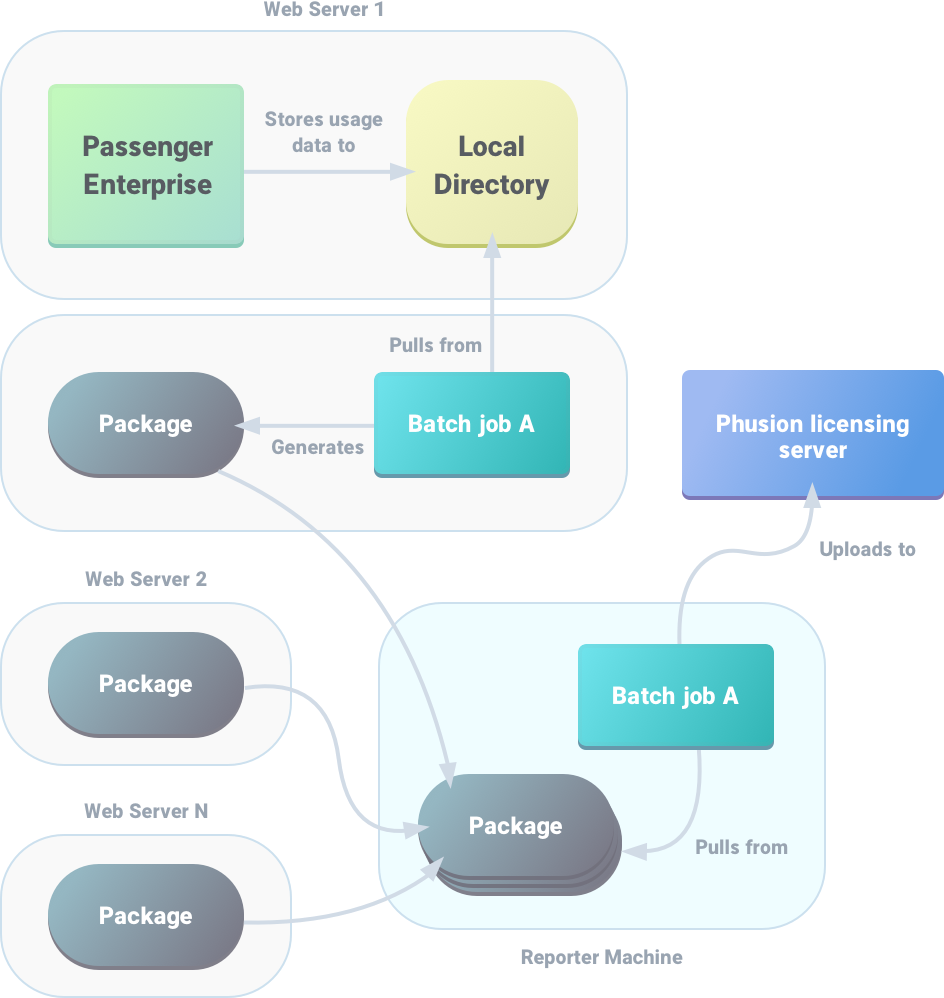 Web Server 1
Passenger
Enterprise
Stores usage
data to
Local
Directory
Pulls from
Package
Generates
Batch job A
Phusion licensing
server
Uploads to
Web Server 2
Package
Batch job A
Web Server N
Package
Package
Pulls from
Reporter Machine